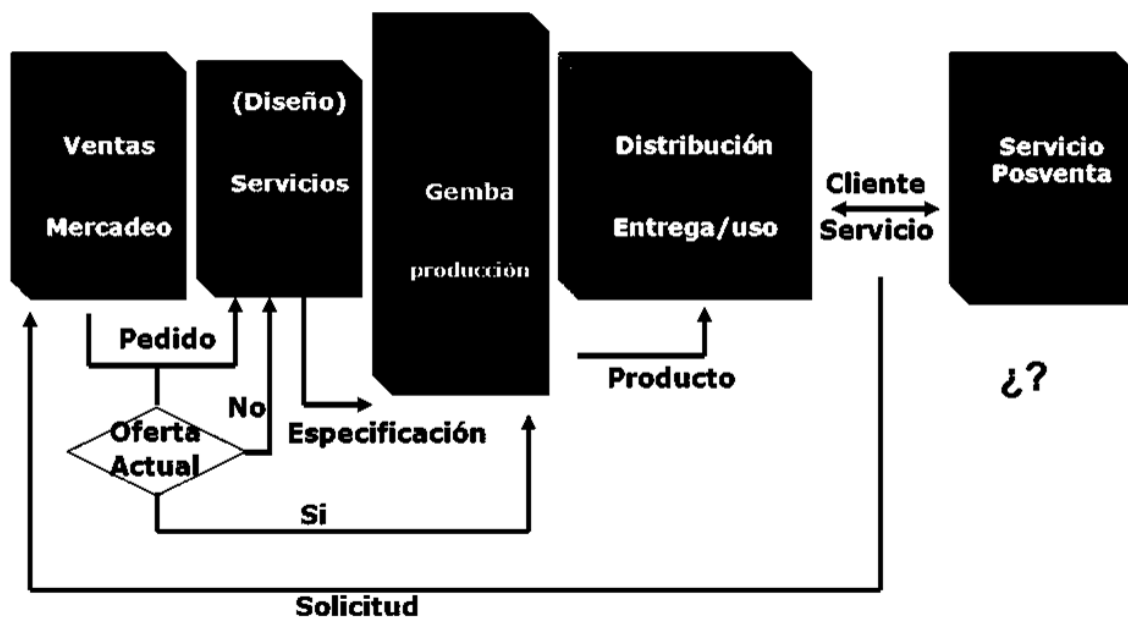 Ventas
Mercadeo
(Diseño)
Servicios
Gemba
producción
Distribución
Entrega/uso
Cliente
Servicio
Servicio
Posventa
Pedido
Oferta
Actual
No
Especificación
Si
Producto
¿?
Solicitud